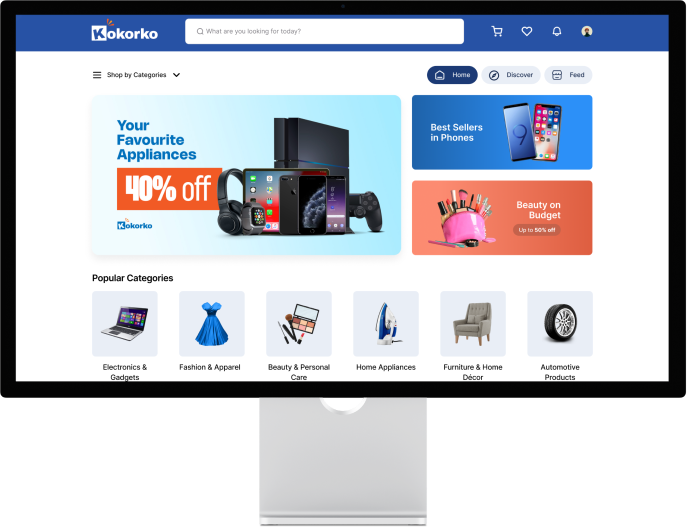 Kokorko
What are you looking for today?
Shop by Categories
Home
Discover
Feed
Your
Favourite
Appliances
40% off
Kokorko
Best Sellers
in Phones
Beauty on
Budget
Up to 50% off
Popular Categories
Electronics &
Gadgets
Fashion & Apparel
Beauty & Personal
Care
Home Appliances
Furniture & Home
Décor
Automotive
Products